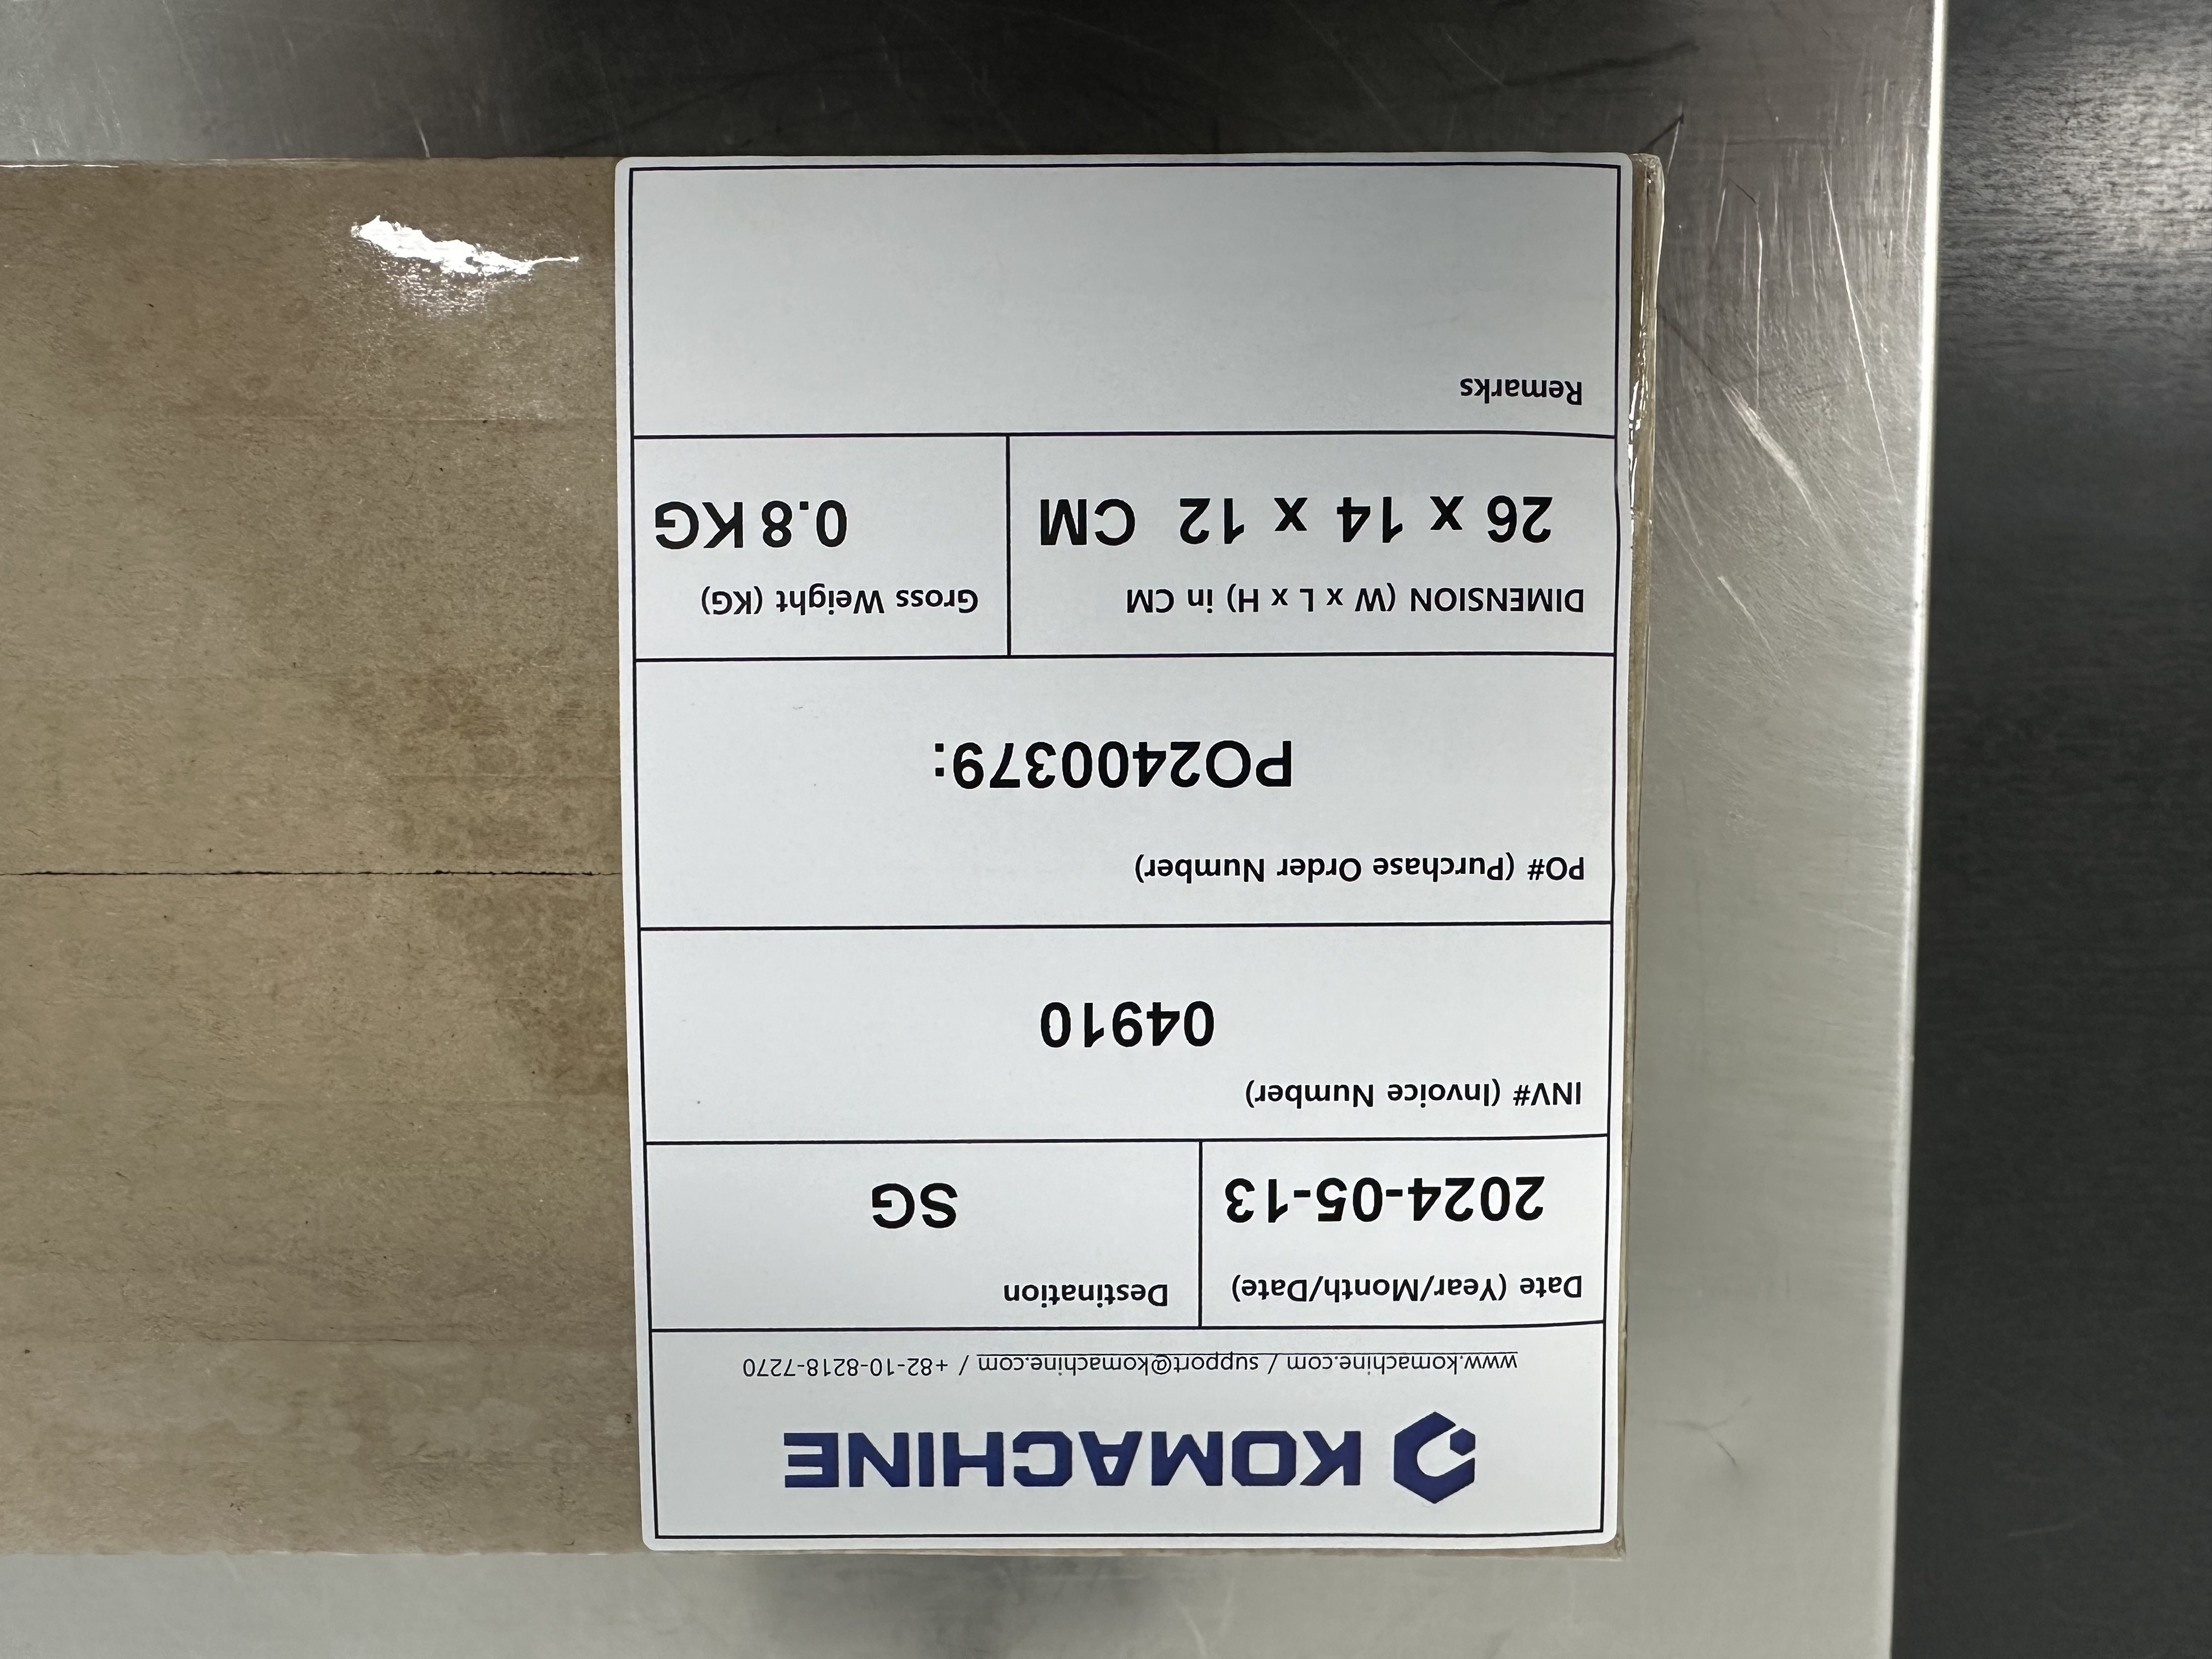 KOMACHINE
www.komachine.com / support@komachine.com / +82-10-8218-7270
Date (Year/Month/Date)
2024-05-13
Destination
SG
INV# (Invoice Number)
04910
PO# (Purchase Order Number)
PO2400379:
DIMENSION (W x L x H) in CM
26 x 14 x 12 CM
Gross Weight (KG)
0.8 KG
Remarks